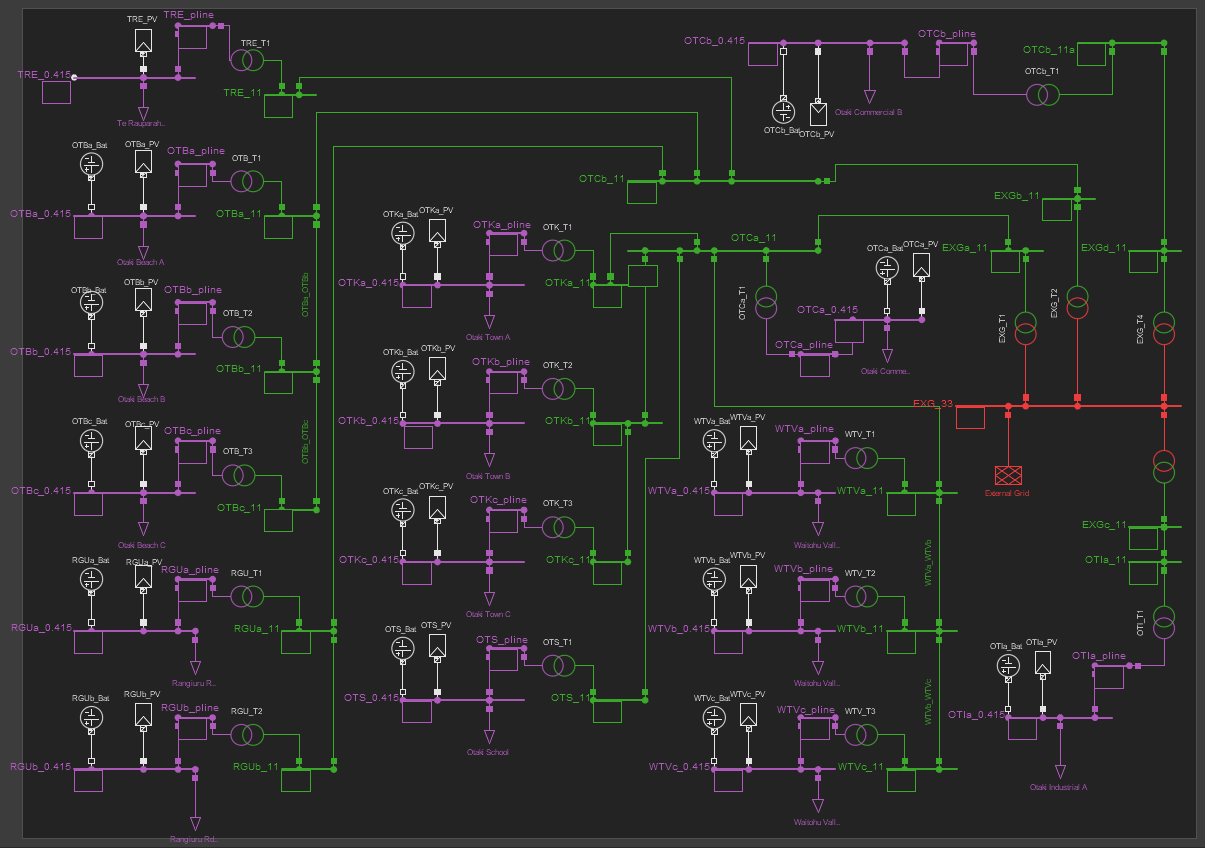 TRE_PV
TRE_pline
TRE_T1
TRE_0.415
TRE_11
Te Rauparah..
OTCb_0.415
OTCb_pline
OTCb_11a
OTCb_T1
OTCb_Bat
OTCb_PV
Otaki Commercial B
OTBa_Bat
OTBa_PV
OTBa_pline
OTB_T1
OTBa_0.415
OTBa_11
Otaki Beach A
OTCb_11
EXGb_11
OTKa_Bat
OTKa_PV
OTKa_pline
OTK_T1
OTKa_0.415
OTKa_11
Otaki Town A
OTCa_11
OTCa_Bat
OTCa_PV
EXGa_11
EXGd_11
OTCa_T1
OTCa_0.415
OTCa_pline
Otaki Comme..
EXG_T1
EXG_T2
EXG_T4
OTBa_OTBb
OTBb_Bat
OTBb_PV
OTBb_pline
OTB_T2
OTBb_0.415
OTBb_11
Otaki Beach B
OTKb_Bat
OTKb_PV
OTKb_pline
OTK_T2
OTKb_0.415
OTKb_11
Otaki Town B
EXG_33
External Grid
OTBb_OTBc
OTBc_Bat
OTBc_PV
OTBc_pline
OTB_T3
OTBc_0.415
OTBc_11
Otaki Beach C
WTVa_Bat
WTVa_PV
WTVa_pline
WTV_T1
WTVa_0.415
WTVa_11
Waitohu Vall..
OTKc_Bat
OTKc_PV
OTKc_pline
OTK_T3
OTKc_0.415
OTKc_11
Otaki Town C
EXGc_11
OTIa_11
WTVa_WTVb
RGUa_Bat
RGUa_PV
RGUa_pline
RGU_T1
RGUa_0.415
RGUa_11
Rangiuru R..
WTVb_Bat
WTVb_PV
WTVb_pline
WTV_T2
WTVb_0.415
WTVb_11
Waitohu Vall..
OTI_T1
OTS_Bat
OTS_PV
OTS_pline
OTS_T1
OTS_0.415
OTS_11
Otaki School
WTVb_WTVc
OTIa_Bat
OTIa_PV
OTIa_pline
OTIa_0.415
Otaki Industrial A
RGUb_Bat
RGUb_PV
RGUb_pline
RGU_T2
RGUb_0.415
RGUb_11
Rangiuru Rd..
WTVc_Bat
WTVc_PV
WTVc_pline
WTV_T3
WTVc_0.415
WTVc_11
Waitohu Vall..